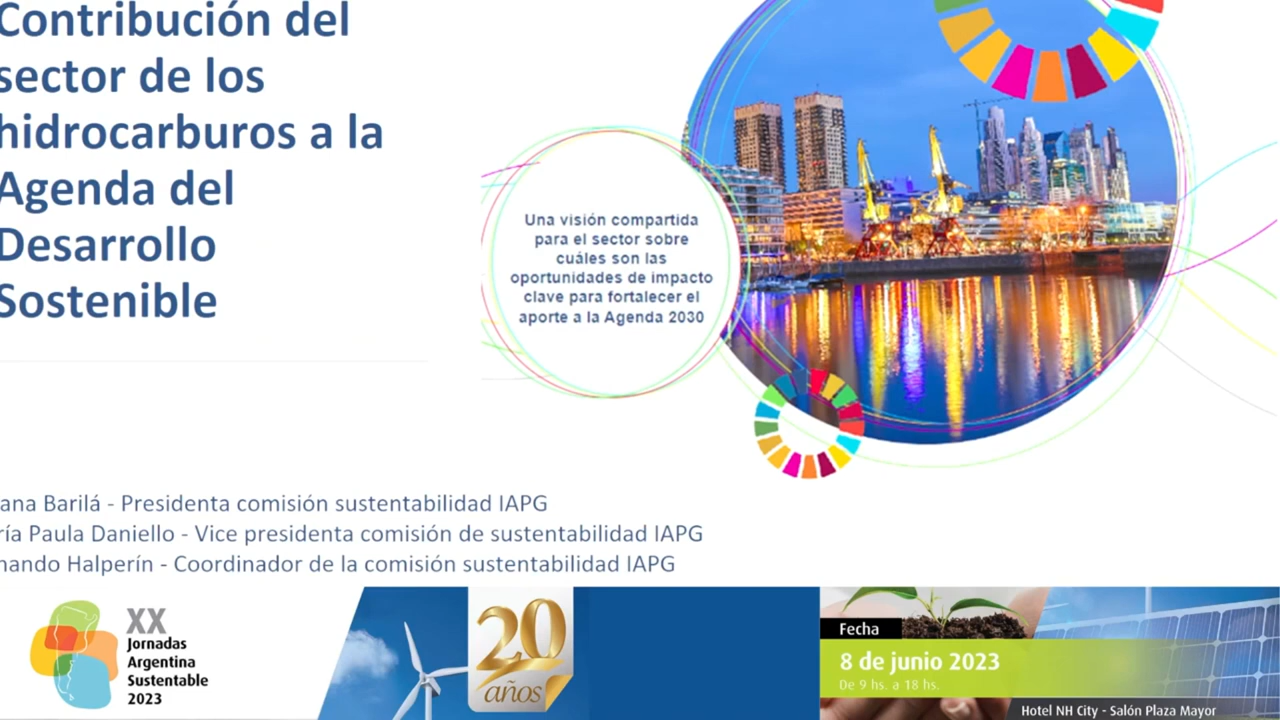 Contribución del
sector de los
hidrocarburos a la
Agenda del
Desarrollo
Sostenible
Una visión compartida
para el sector sobre
cuáles son las
oportunidades de impacto
clave para fortalecer el
aporte a la Agenda 2030
Barilá - Presidenta comisión sustentabilidad IAPG
Paula Daniello - Vice presidenta comisión de sustentabilidad IAPG
Halperín - Coordinador de la comisión sustentabilidad IAPG
XX
Jornadas
Argentina
Sustentable
2023
20
años
Fecha
8 de junio 2023
De 9 hs. a 18 hs.
Hotel NH City - Salón Plaza Mayor